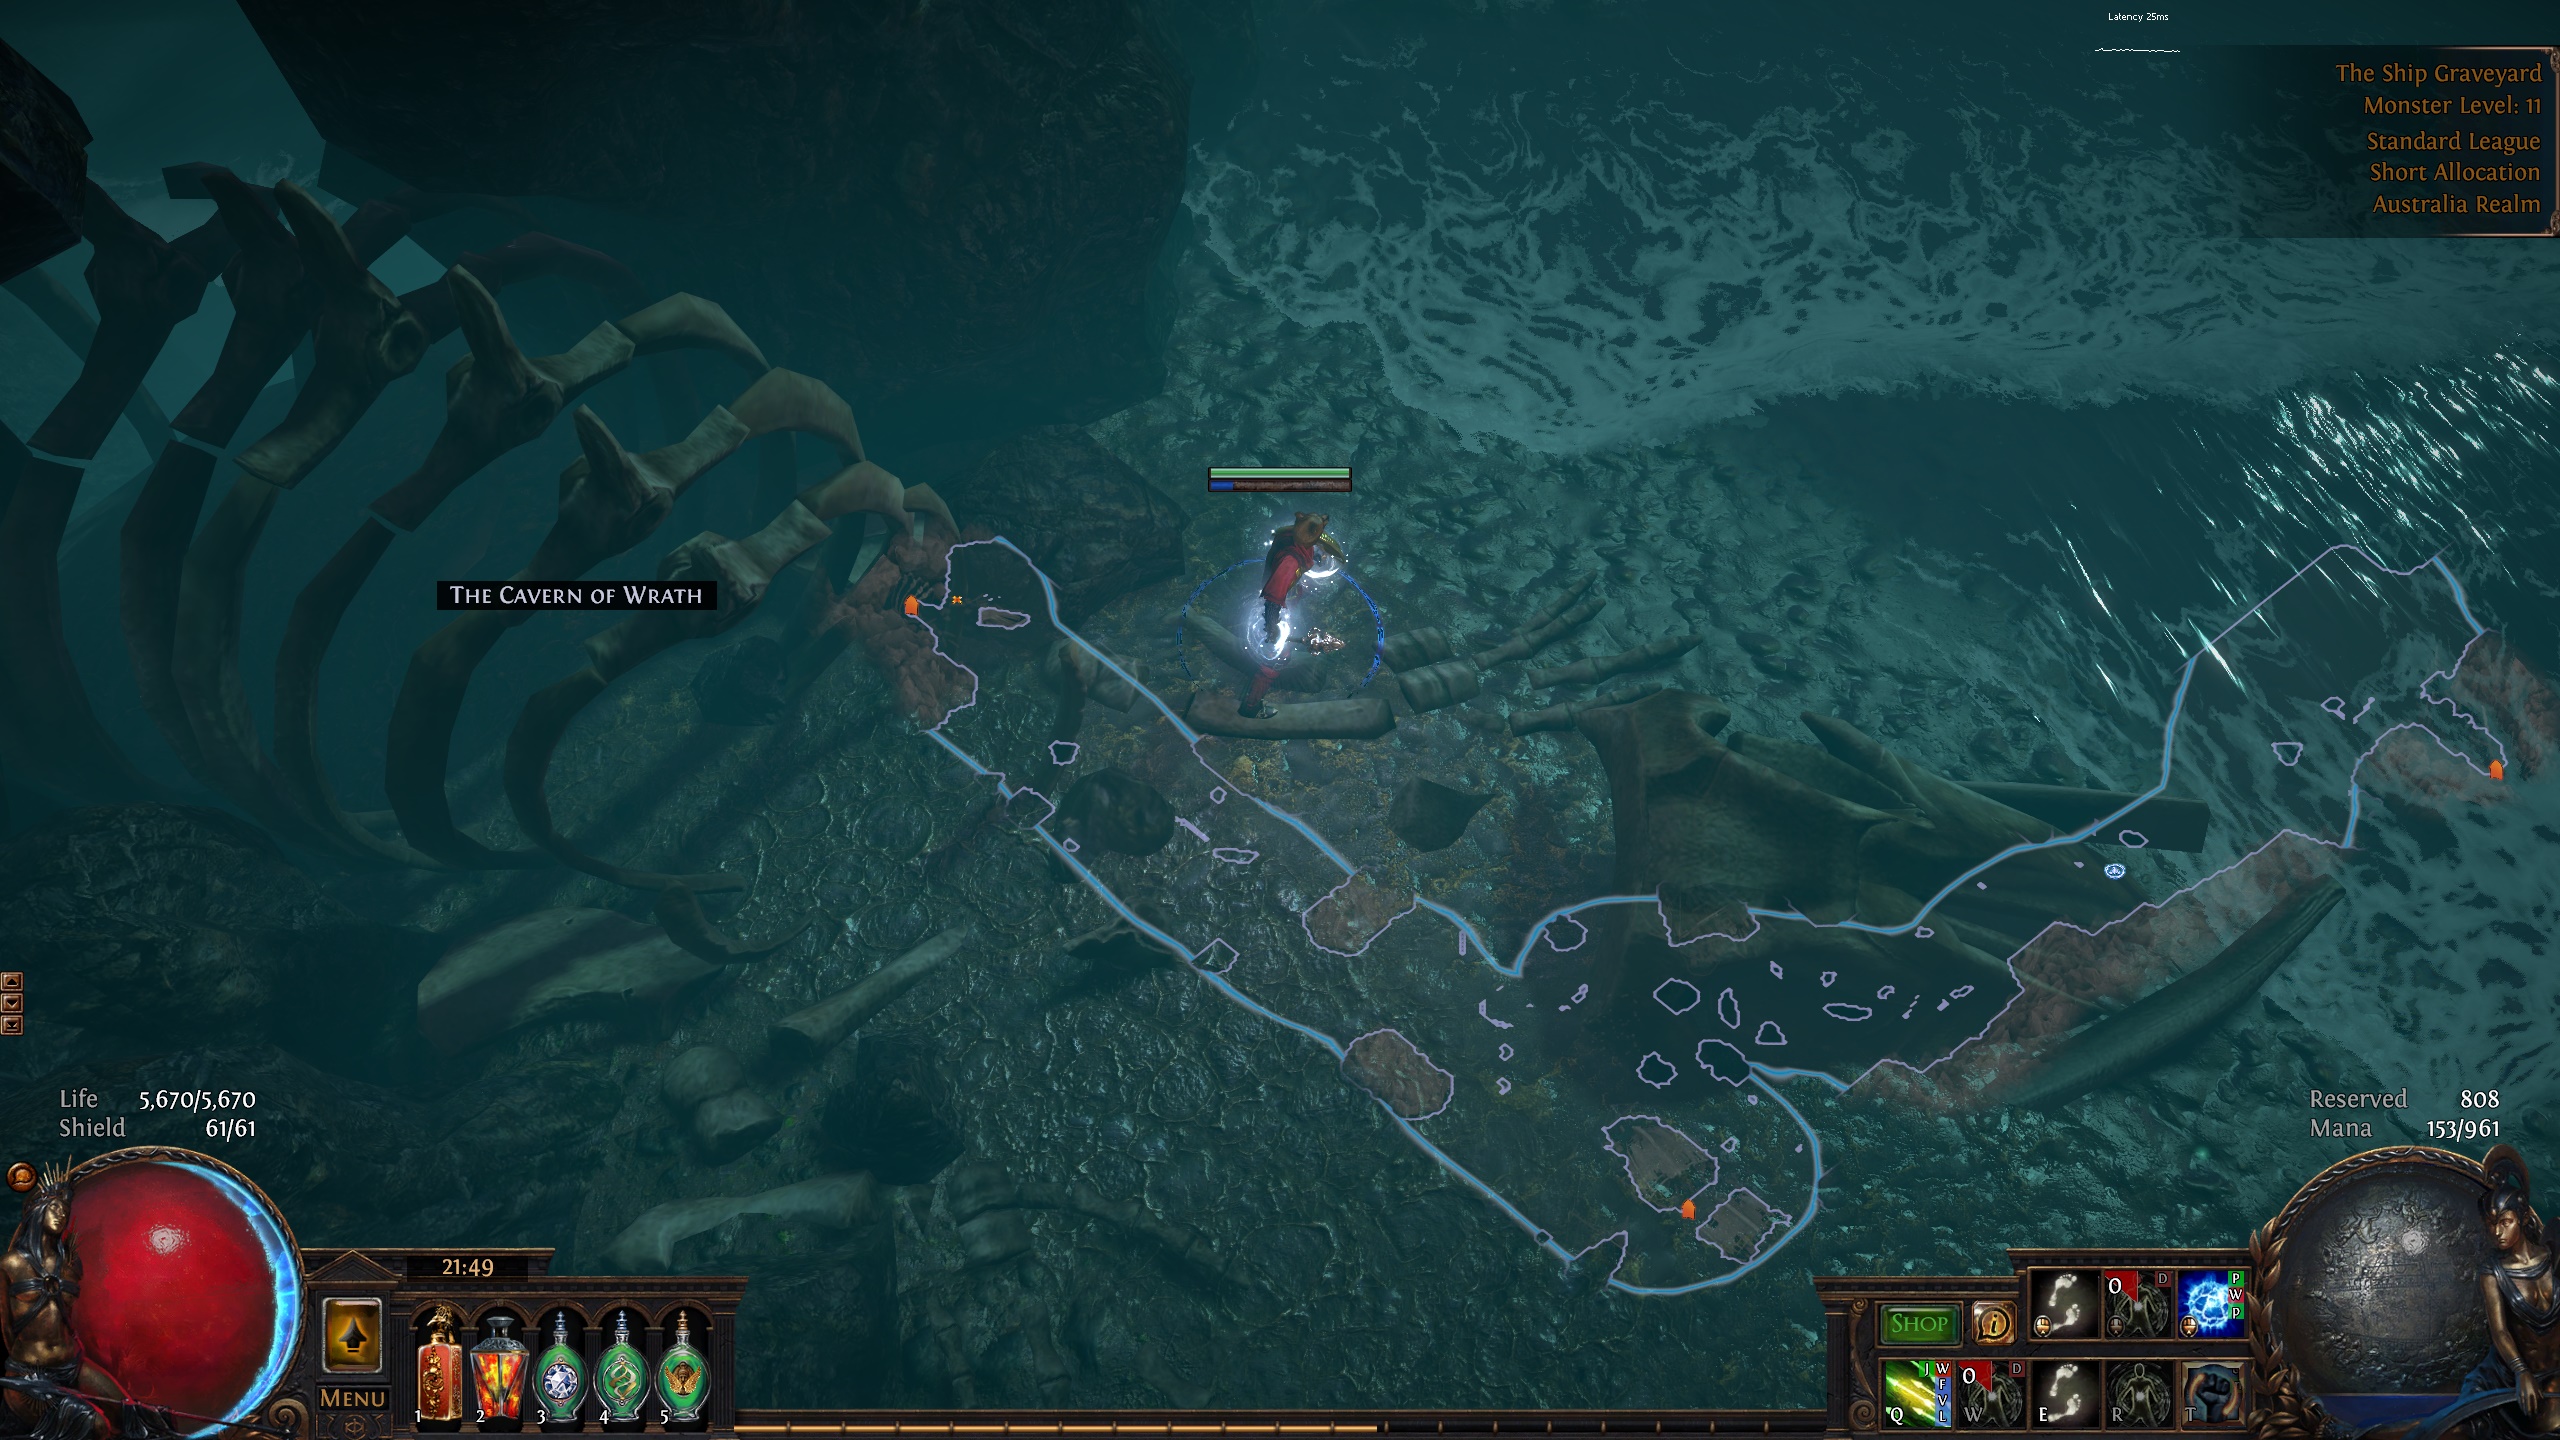 Latency 25ms
The Ship Graveyard
Monster Level: 11
Standard League
Short Allocation
Australia Realm
The Cavern of Wrath
Life 5,670/5,670
Shield 61/61
Reserved 808
Mana 153/961
21:49
Menu
1 2 3 4 5
Shop
O D P W P
Q J W F V L O D W E R T